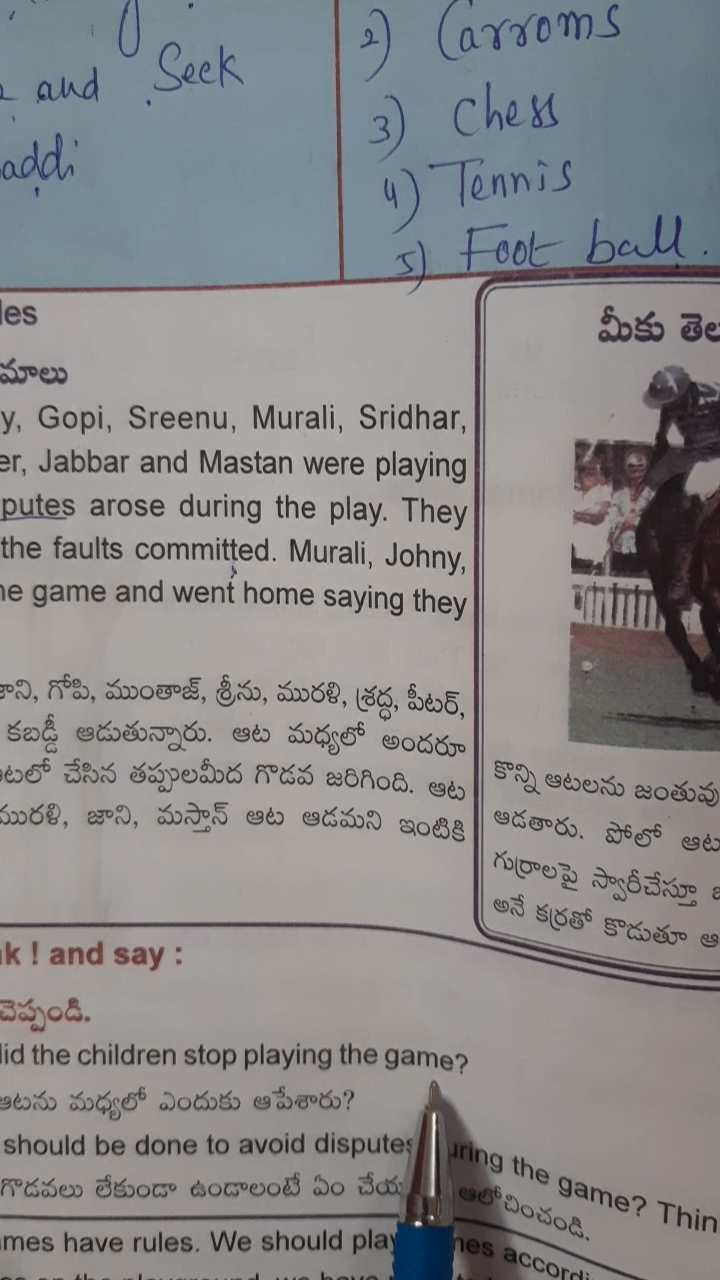 and Seek
addi
2) Carroms
3) Chess
4) Tennis
5) Foot ball.
les
మాలు
y, Gopi, Sreenu, Murali, Sridhar,
er, Jabbar and Mastan were playing
putes arose during the play. They
the faults committed. Murali, Johny,
e game and went home saying they
జాని, గోపి, ముంతాజ్, శ్రీను, మురళి, శ్రద్ధ, పీటర్,
కబడ్డీ ఆడుతున్నారు. ఆట మధ్యలో అందరూ
టలో చేసిన తప్పులమీద గొడవ జరిగింది. ఆట
మురళి, జాని, మస్తాన్ ఆట ఆడమని ఇంటికి
మీకు తెల
కొన్ని ఆటలను జంతువు
ఆడతారు. పోలో ఆట
గుర్రాలపై స్వారీచేస్తూ
అనే కర్రతో కొడుతూ ఆ
k ! and say :
చెప్పండి.
did the children stop playing the game?
ఆటను మధ్యలో ఎందుకు ఆపేశారు?
should be done to avoid disputes during the game? Thin
గొడవలు లేకుండా ఉండాలంటే ఏం చేయ ఆలోచించండి.
mes have rules. We should play mes accordi